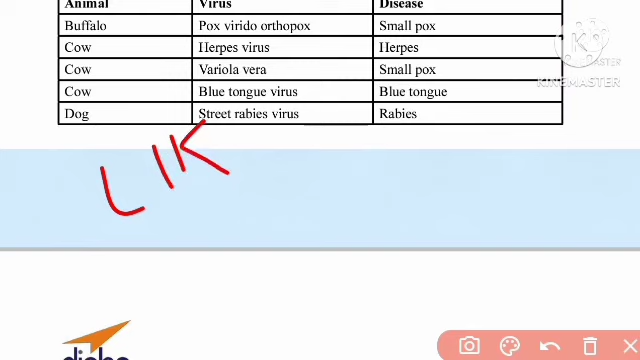 Animal Virus Disease
Buffalo Pox virido orthopox Small pox
Cow Herpes virus Herpes
Cow Variola vera Small pox
Cow Blue tongue virus Blue tongue
Dog Street rabies virus Rabies
LIK
KINEMASTER